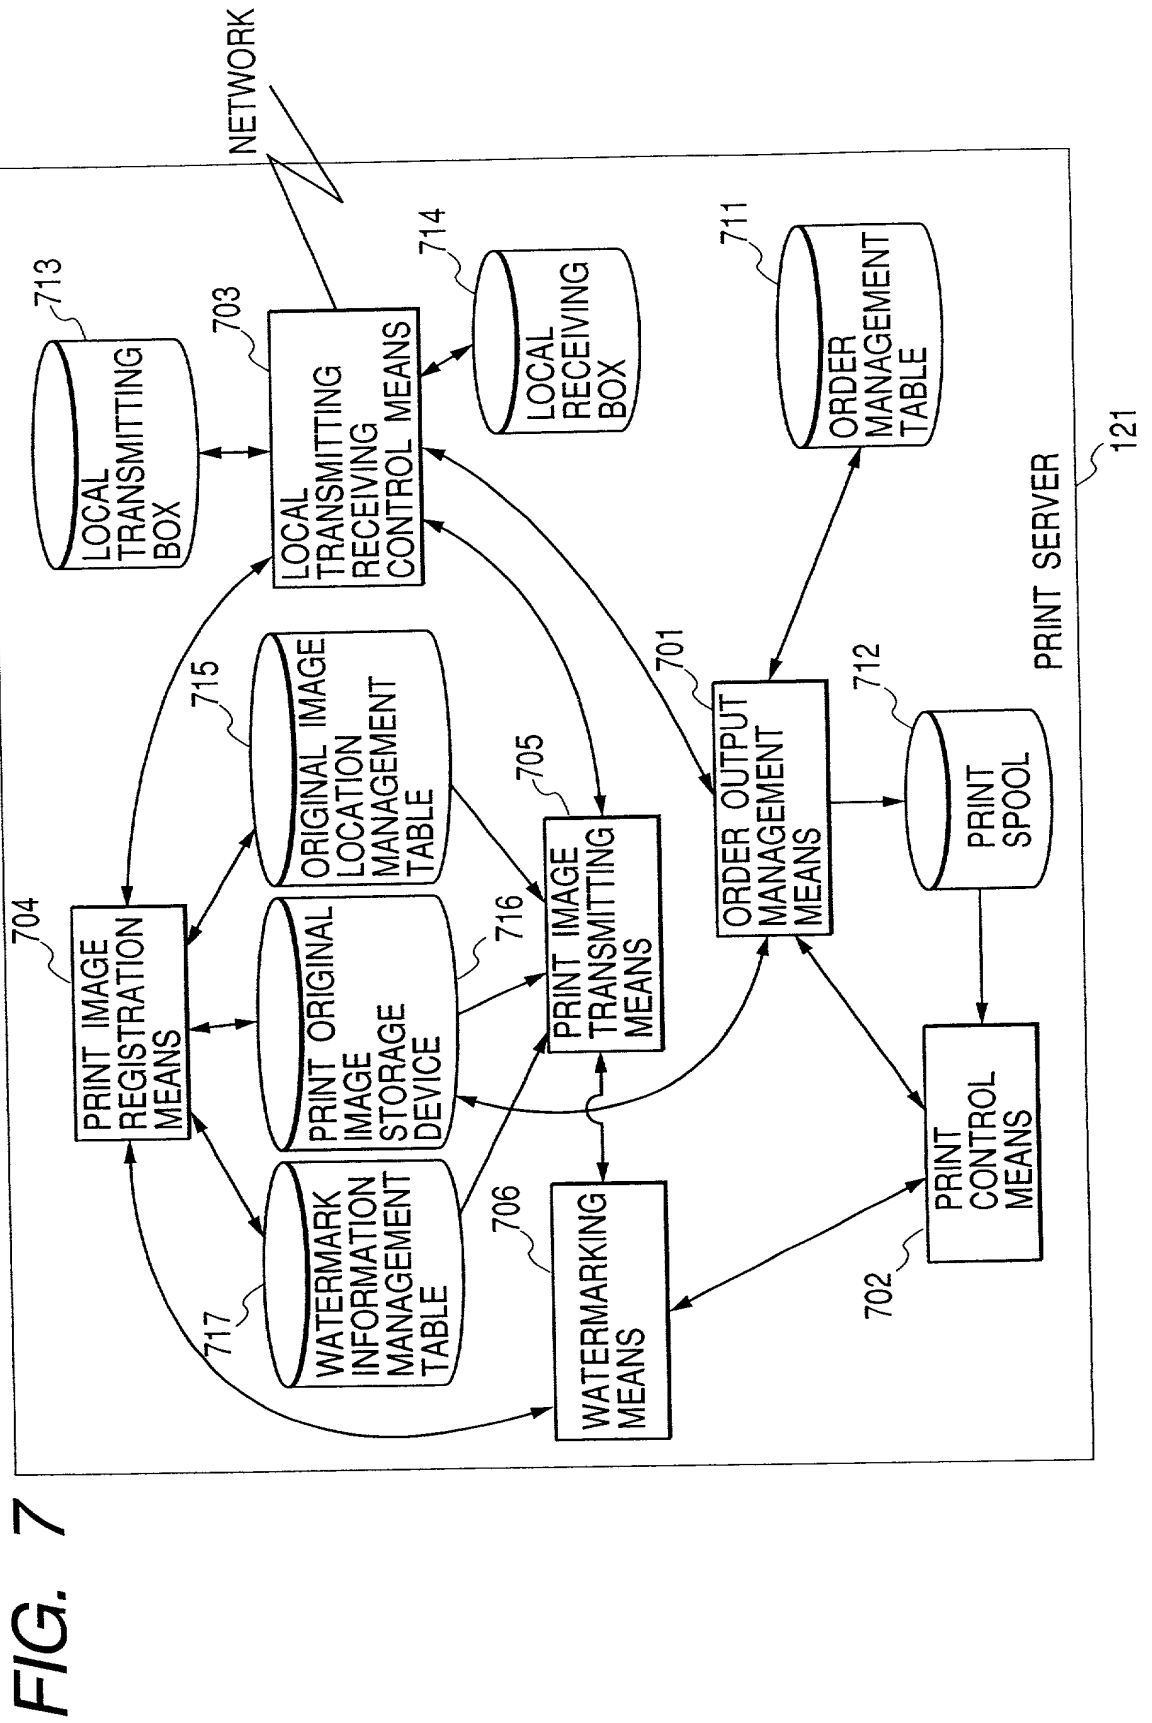 FIG. 7
704
PRINT IMAGE
REGISTRATION
MEANS
713
LOCAL
TRANSMITTING
BOX
703
LOCAL
TRANSMITTING
RECEIVING
CONTROL MEANS
NETWORK
717
WATERMARK
INFORMATION
MANAGEMENT
TABLE
PRINT ORIGINAL
IMAGE
STORAGE
DEVICE
716
715
ORIGINAL IMAGE
LOCATION
MANAGEMENT
TABLE
714
LOCAL
RECEIVING
BOX
706
WATERMARKING
MEANS
705
PRINT IMAGE
TRANSMITTING
MEANS
701
ORDER OUTPUT
MANAGEMENT
MEANS
711
ORDER
MANAGEMENT
TABLE
702
PRINT
CONTROL
MEANS
712
PRINT
SPOOL
PRINT SERVER
121